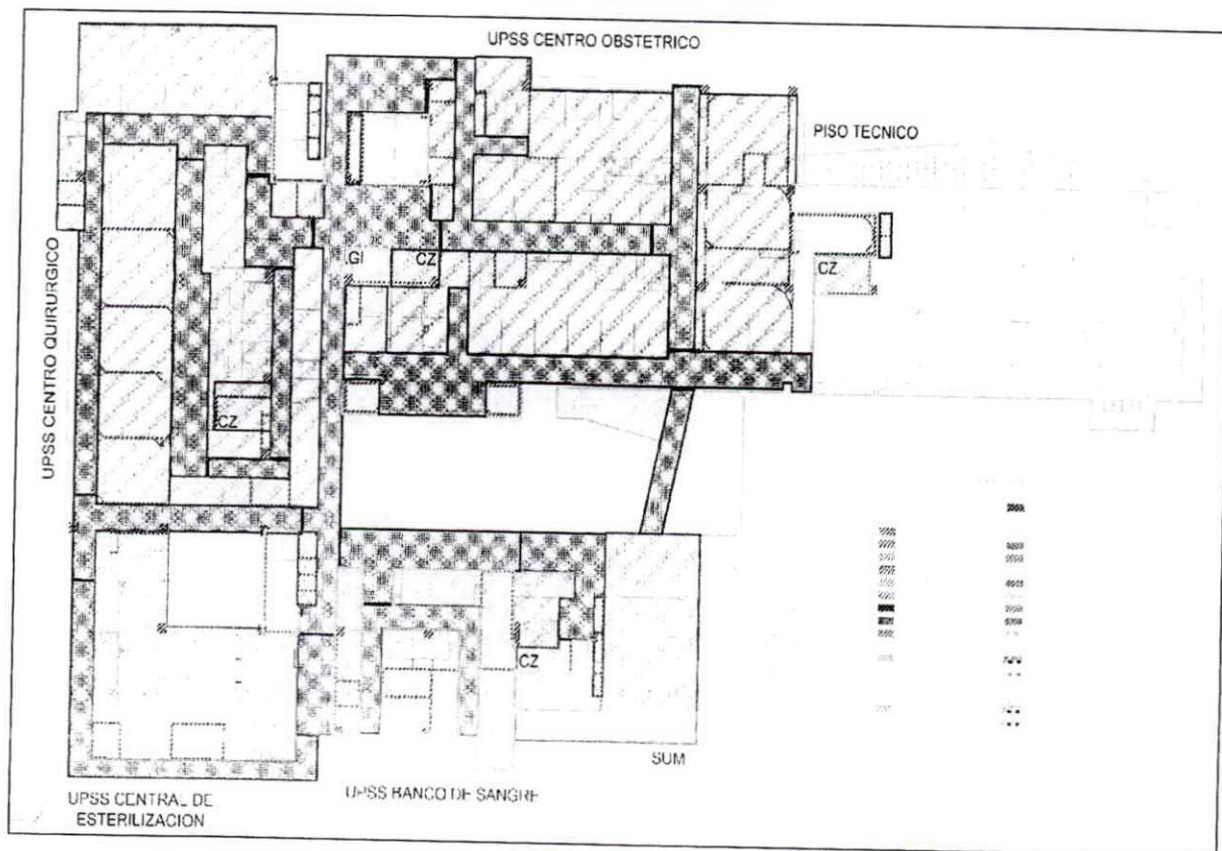 UPSS CENTRO OBSTETRICO
PISO TECNICO
UPSS CENTRO QUIRURGICO
GI
CZ
CZ
CZ
CZ
SUM
UPSS BANCO DE SANGRE
UPSS CENTRAL DE
ESTERILIZACION